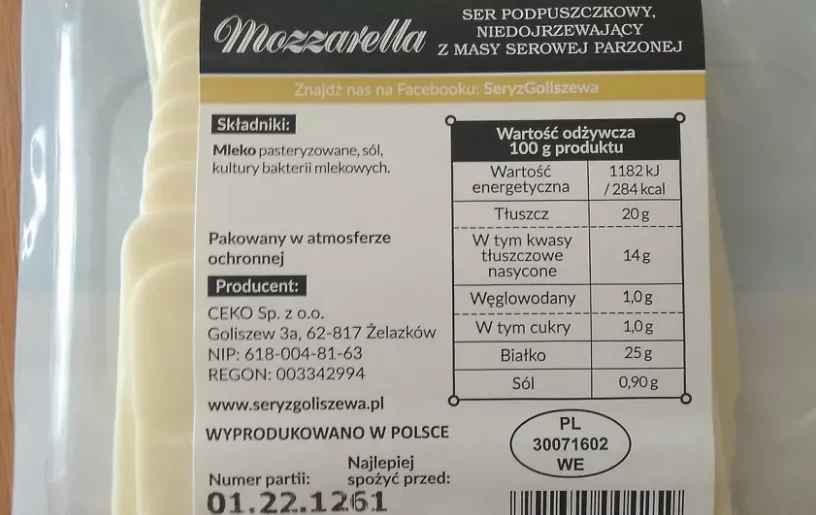 Mozzarella
SER PODPUSZCZKOWY,
NIEDOJRZEWAJĄCY
Z MASY SEROWEJ PARZONEJ
Znajdź nas na Facebooku: SeryzGoliszewa
Składniki:
Mleko pasteryzowane, sól,
kultury bakterii mlekowych.
Pakowany w atmosferze
ochronnej
Producent:
CEKO Sp. z o.o.
Goliszew 3a, 62-817 Żelazków
NIP: 618-004-81-63
REGON: 003342994
www.seryzgoliszewa.pl
WYPRODUKOWANO W POLSCE
Numer partii:
Najlepiej
spożyć przed:
01.22.1261
Wartość odżywcza
100 g produktu
Wartość
energetyczna
1182 kJ
/ 284 kcal
Tłuszcz
20 g
W tym kwasy
tłuszczowe
nasycone
14 g
Węglowodany
1,0 g
W tym cukry
1,0 g
Białko
25 g
Sól
0,90 g
PL
30071602
WE